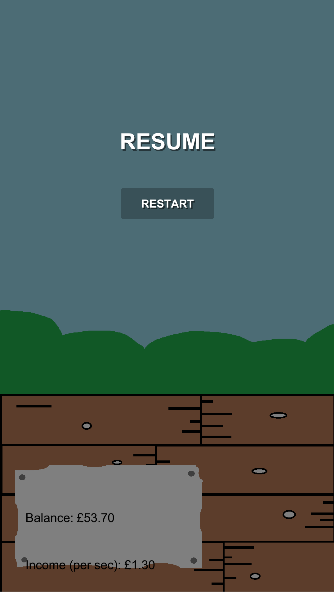 RESUME
RESTART
Balance: £53.70
Income (per sec): £1.30